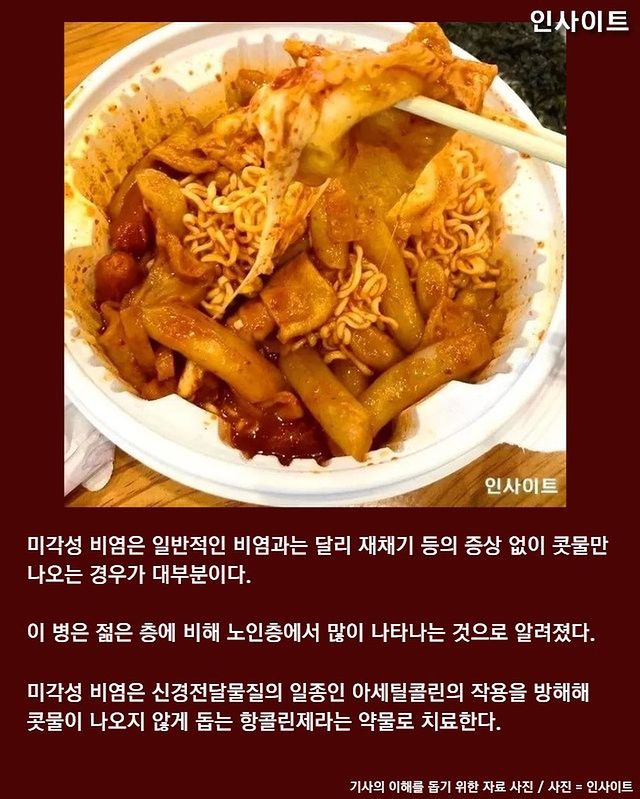 인사이트
인사이트
미각성 비염은 일반적인 비염과는 달리 재채기 등의 증상 없이 콧물만
나오는 경우가 대부분이다.
이 병은 젊은 층에 비해 노인층에서 많이 나타나는 것으로 알려졌다.
미각성 비염은 신경전달물질의 일종인 아세틸콜린의 작용을 방해해
콧물이 나오지 않게 돕는 항콜린제라는 약물로 치료한다.
기사의 이해를 돕기 위한 자료 사진 / 사진 = 인사이트